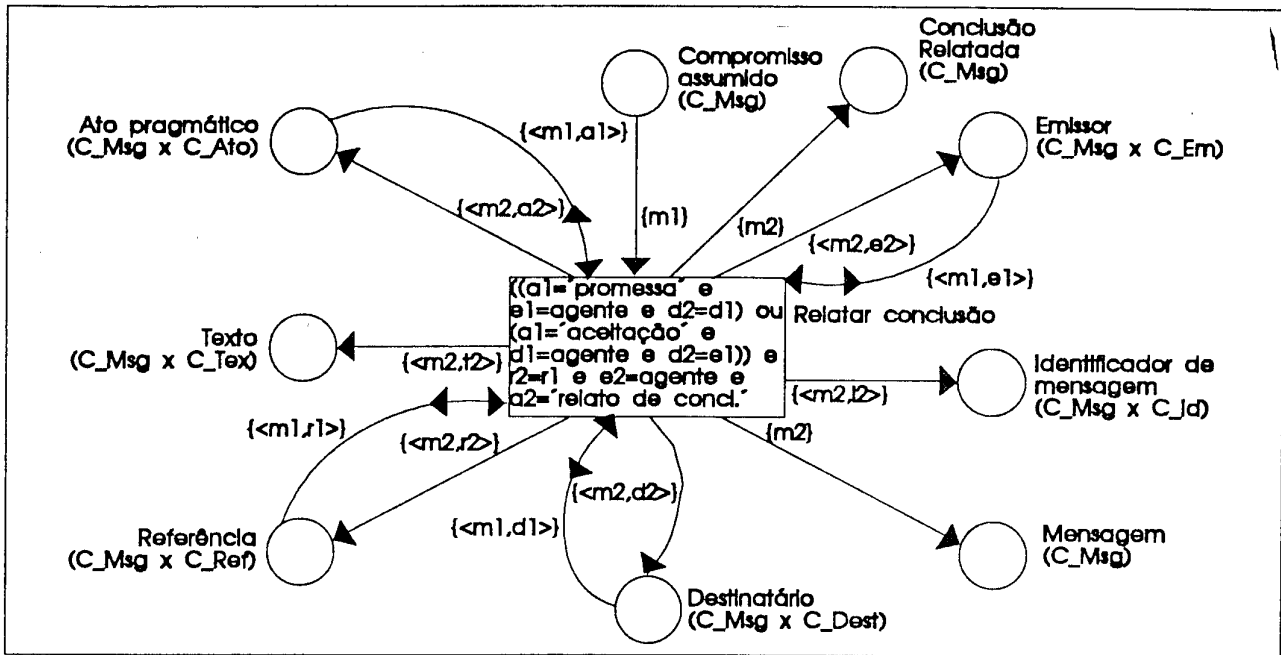 Conclusão
Relatada
(C_Msg)
Compromisso
assumido
(C_Msg)
Ato pragmático
(C_Msg x C_Ato)
Emissor
(C_Msg x C_Em)
{<m1,a1>}
{<m2,a2>}
{m1}
{m2}
{<m2,e2>}
{<m1,e1>}
((a1='promessa' e
e1=agente e d2=d1) ou
(a1='aceitação' e
d1=agente e d2=e1)) e
r2=r1 e e2=agente e
a2='relato de concl.'
Relatar conclusão
Texto
(C_Msg x C_Tex)
{<m2,t2>}
Identificador de
mensagem
(C_Msg x C_Id)
{<m2,i2>}
{<m1,r1>}
{<m2,r2>}
{m2}
{<m2,d2>}
{<m1,d1>}
Referência
(C_Msg x C_Ref)
Mensagem
(C_Msg)
Destinatário
(C_Msg x C_Dest)